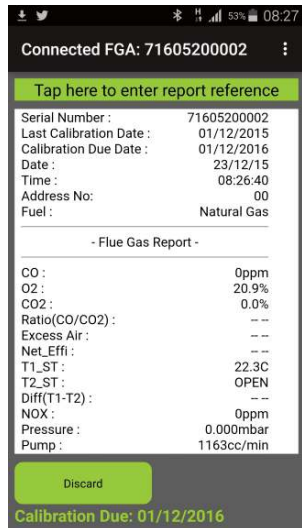 53% 08:27
Connected FGA: 71605200002
Tap here to enter report reference
Serial Number : 71605200002
Last Calibration Date : 01/12/2015
Calibration Due Date : 01/12/2016
Date : 23/12/15
Time : 08:26:40
Address No: 00
Fuel : Natural Gas
- Flue Gas Report -
CO : 0ppm
O2 : 20.9%
CO2 : 0.0%
Ratio(CO/CO2) : -- --
Excess Air : -- --
Net_Effi : -- --
T1_ST : 22.3C
T2_ST : OPEN
Diff(T1-T2) : -- --
NOX : 0ppm
Pressure : 0.000mbar
Pump : 1163cc/min
Discard
Calibration Due: 01/12/2016